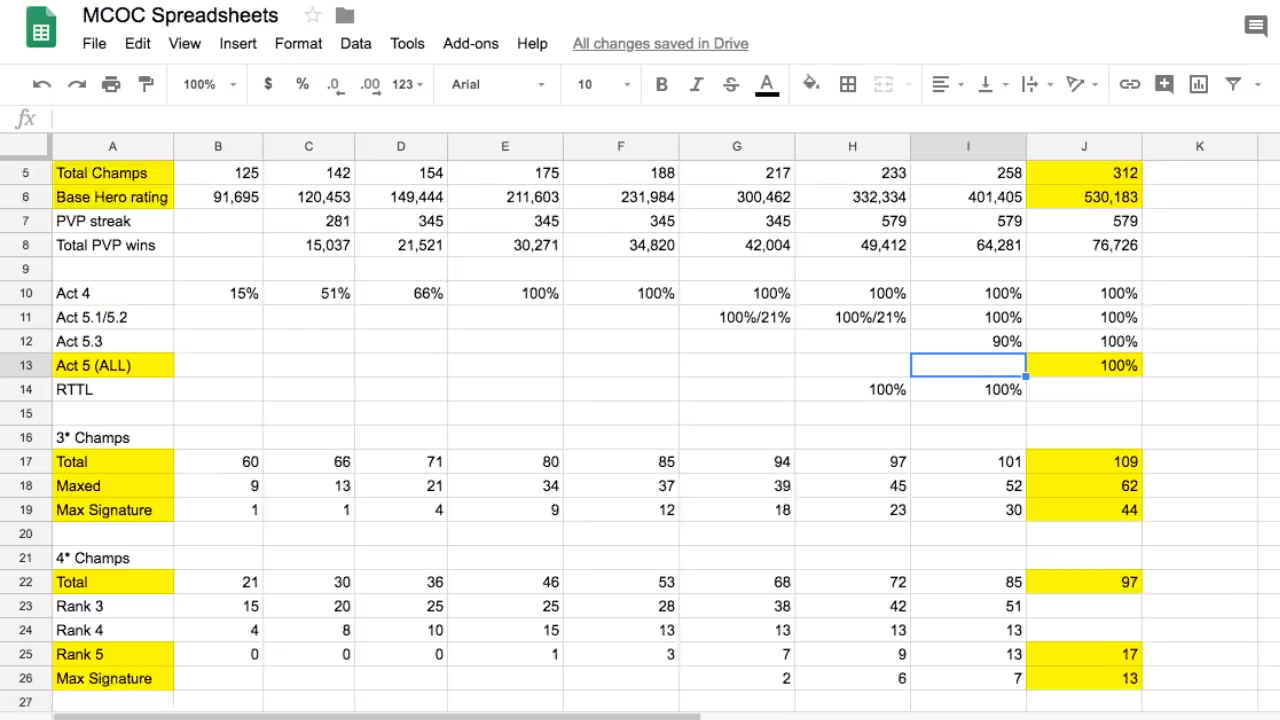 MCOC Spreadsheets
File Edit View Insert Format Data Tools Add-ons Help All changes saved in Drive
100% $ % .0 .00 123 Arial 10 B I S A
fx
A B C D E F G H I J K
5 Total Champs 125 142 154 175 188 217 233 258 312
6 Base Hero rating 91,695 120,453 149,444 211,603 231,984 300,462 332,334 401,405 530,183
7 PVP streak 281 345 345 345 345 579 579 579
8 Total PVP wins 15,037 21,521 30,271 34,820 42,004 49,412 64,281 76,726
9
10 Act 4 15% 51% 66% 100% 100% 100% 100% 100% 100%
11 Act 5.1/5.2 100%/21% 100%/21% 100% 100%
12 Act 5.3 90% 100%
13 Act 5 (ALL) 100%
14 RTTL 100% 100%
15
16 3* Champs
17 Total 60 66 71 80 85 94 97 101 109
18 Maxed 9 13 21 34 37 39 45 52 62
19 Max Signature 1 1 4 9 12 18 23 30 44
20
21 4* Champs
22 Total 21 30 36 46 53 68 72 85 97
23 Rank 3 15 20 25 25 28 38 42 51
24 Rank 4 4 8 10 15 13 13 13 13
25 Rank 5 0 0 0 1 3 7 9 13 17
26 Max Signature 2 6 7 13
27